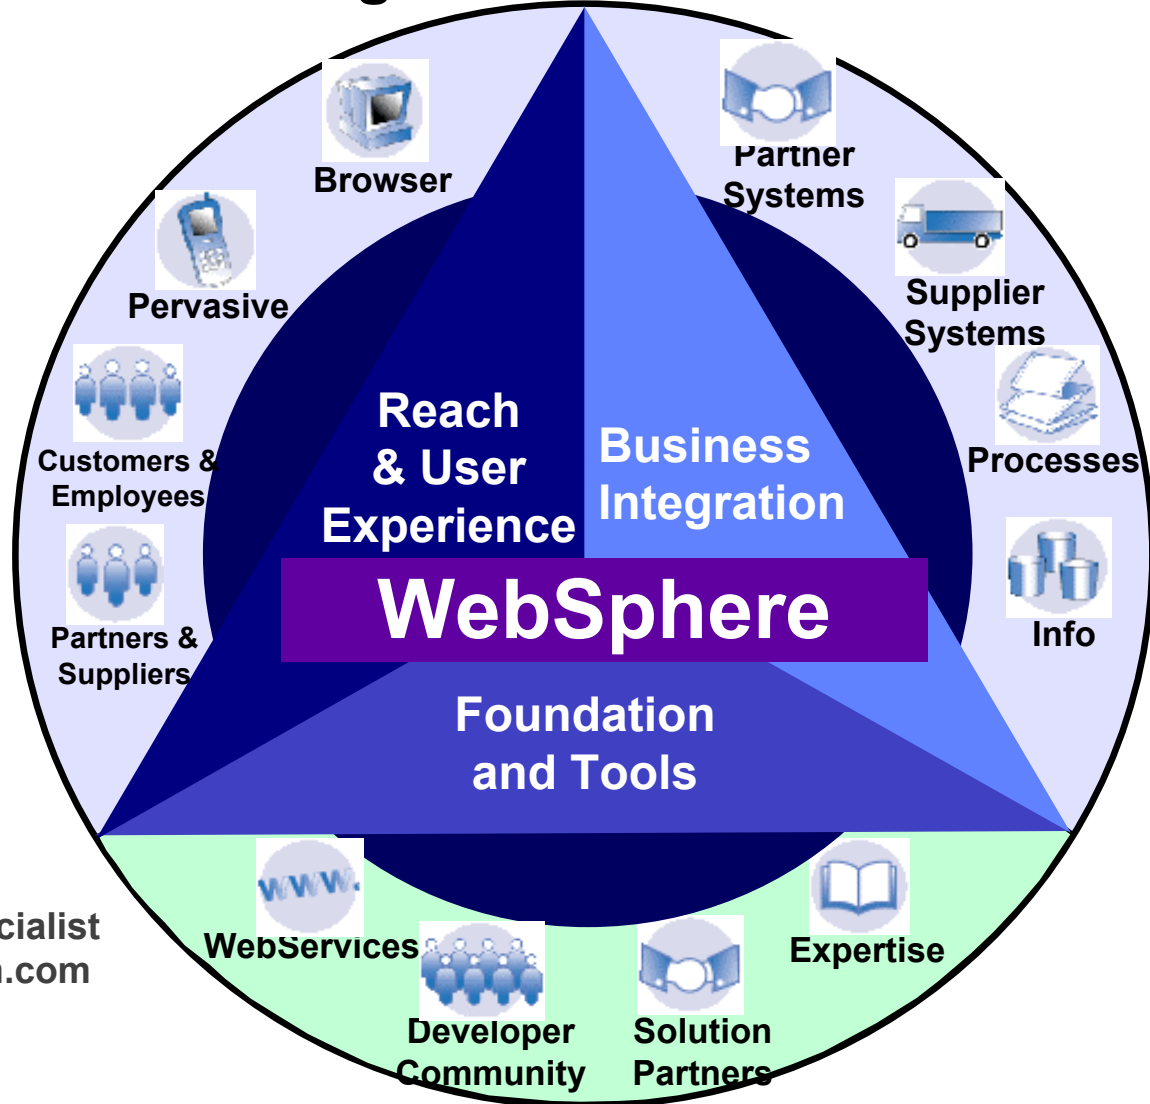 Browser
Partner
Systems
Pervasive
Supplier
Systems
Customers &
Employees
Processes
Partners &
Suppliers
Info
Reach
& User
Experience
Business
Integration
WebSphere
Foundation
and Tools
www.
WebServices
Expertise
Developer
Community
Solution
Partners
.com